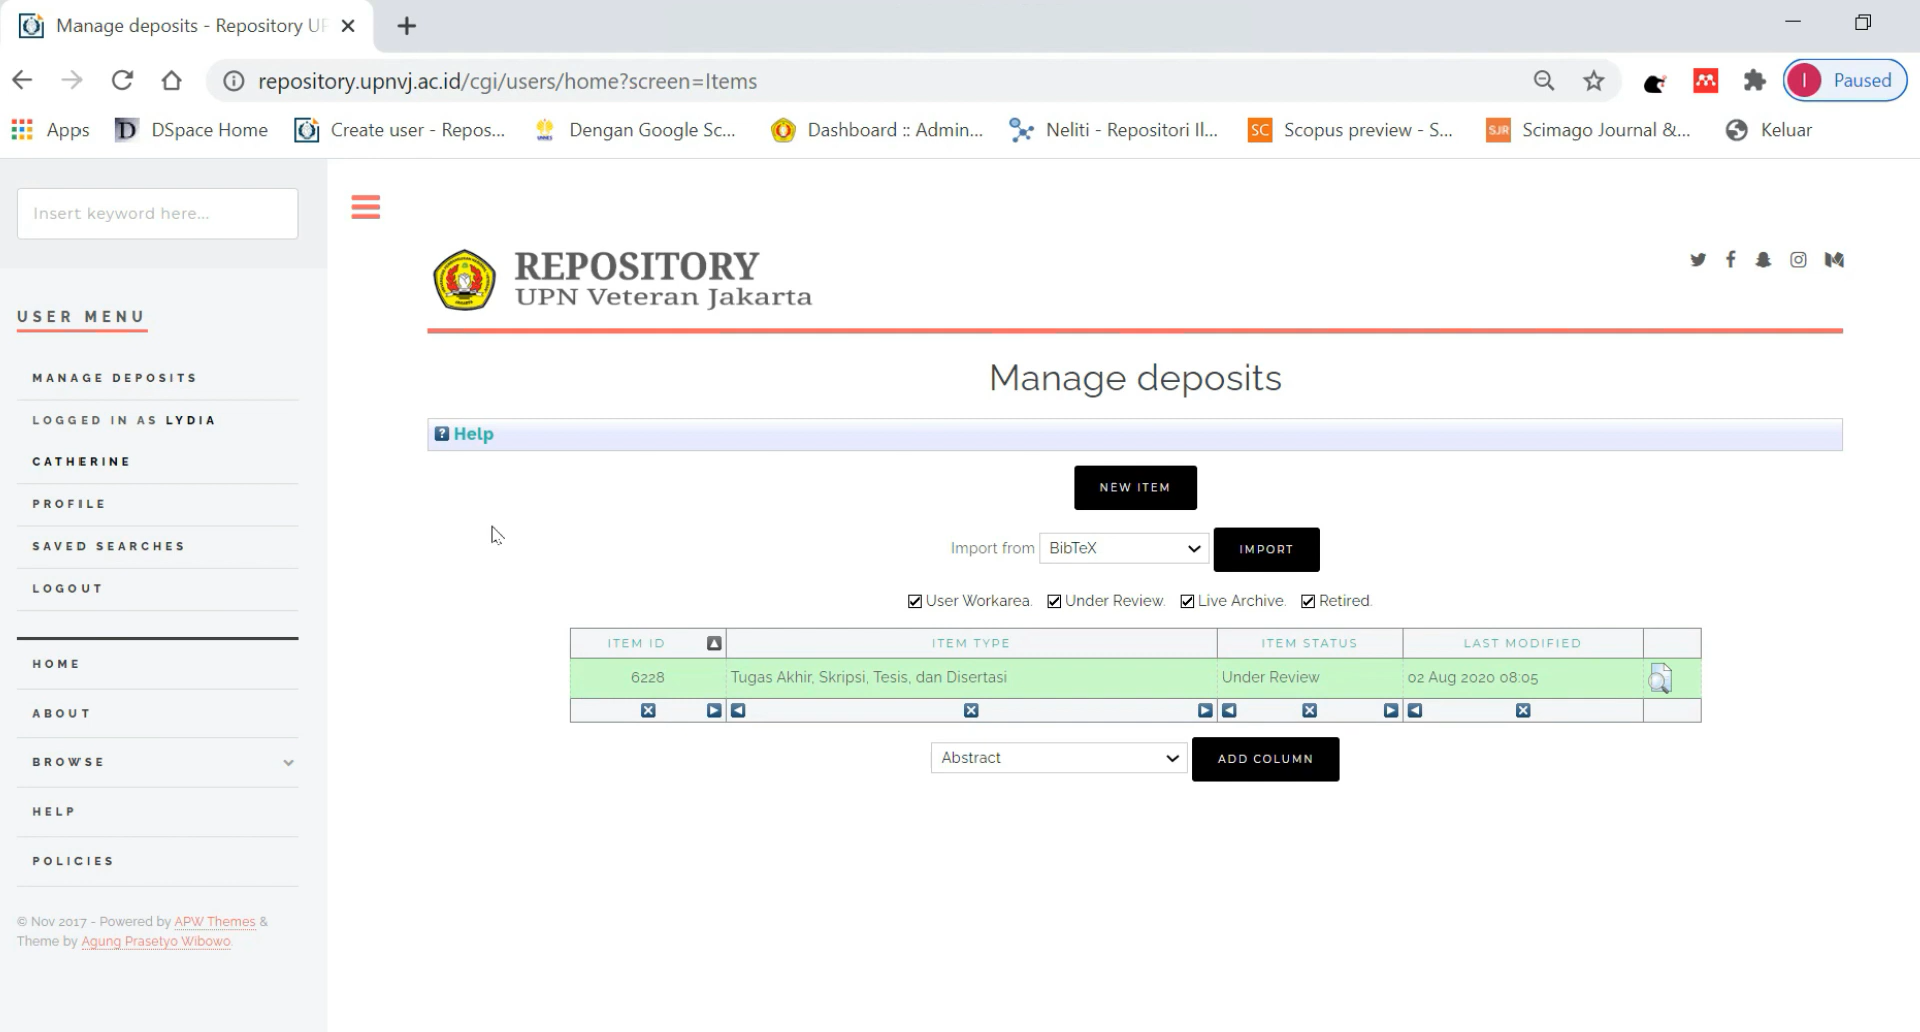 Manage deposits - Repository UP
repository.upnvj.ac.id/cgi/users/home?screen=Items
Paused
Apps
DSpace Home
Create user - Repos...
Dengan Google Sc...
Dashboard :: Admin...
Neliti - Repositori Il...
SC Scopus preview - S...
SJR Scimago Journal &...
Keluar
Insert keyword here...
USER MENU
MANAGE DEPOSITS
LOGGED IN AS LYDIA
CATHERINE
PROFILE
SAVED SEARCHES
LOGOUT
HOME
ABOUT
BROWSE
HELP
POLICIES
© Nov 2017 - Powered by APW Themes &
Theme by Agung Prasetyo Wibowo.
REPOSITORY
UPN Veteran Jakarta
Manage deposits
? Help
NEW ITEM
Import from BibTeX IMPORT
User Workarea. Under Review. Live Archive. Retired.
ITEM ID ITEM TYPE ITEM STATUS LAST MODIFIED
6228 Tugas Akhir, Skripsi, Tesis, dan Disertasi Under Review 02 Aug 2020 08:05
Abstract ADD COLUMN